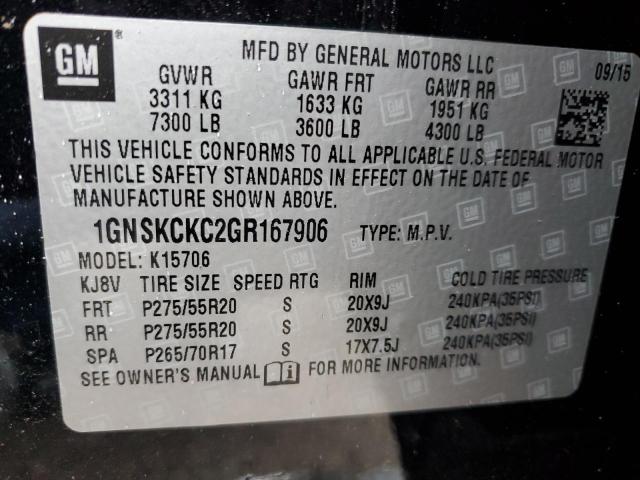 GM
MFD BY GENERAL MOTORS LLC
09/15
GVWR GAWR FRT GAWR RR
3311 KG 1633 KG 1951 KG
7300 LB 3600 LB 4300 LB
THIS VEHICLE CONFORMS TO ALL APPLICABLE U.S. FEDERAL MOTOR
VEHICLE SAFETY STANDARDS IN EFFECT ON THE DATE OF
MANUFACTURE SHOWN ABOVE.
1GNSKCKC2GR167906 TYPE: M.P.V.
MODEL: K15706
KJ8V TIRE SIZE SPEED RTG RIM COLD TIRE PRESSURE
FRT P275/55R20 S 20X9J 240KPA(35PSI)
RR P275/55R20 S 20X9J 240KPA(35PSI)
SPA P265/70R17 S 17X7.5J 240KPA(35PSI)
SEE OWNER'S MANUAL FOR MORE INFORMATION.